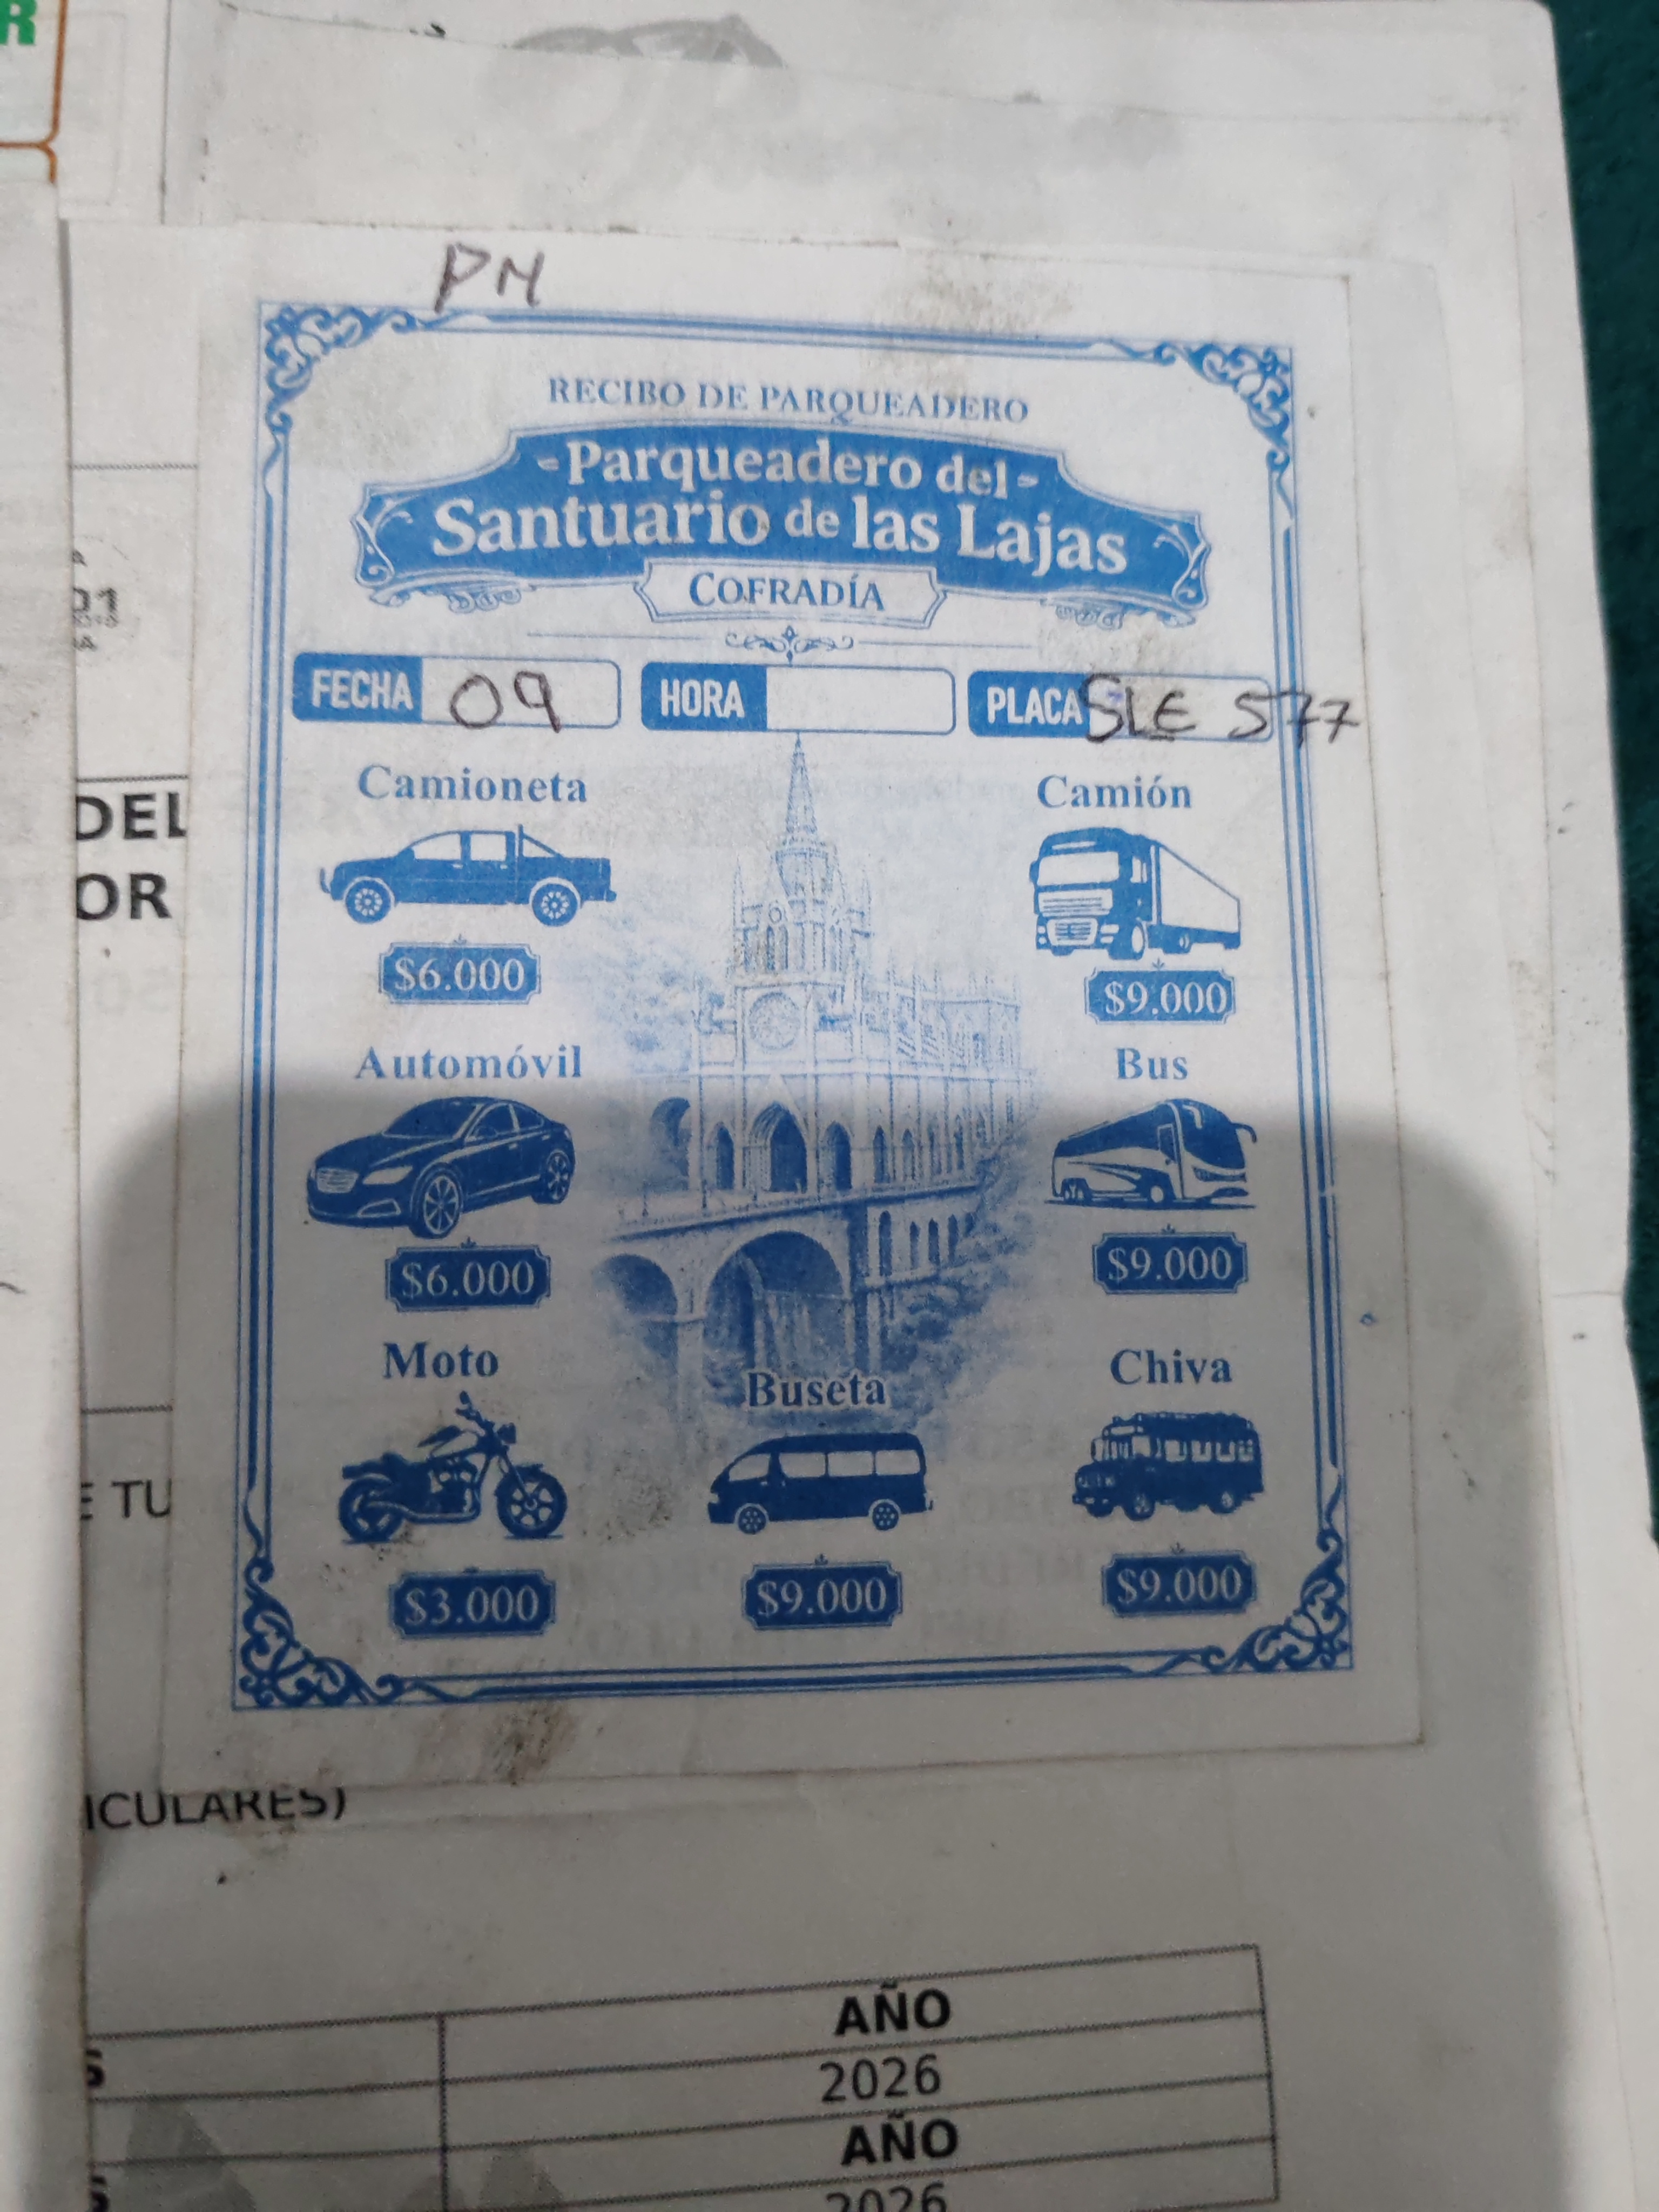 R
PM
RECIBO DE PARQUEADERO
-Parqueadero del-
Santuario de las Lajas
COFRADÍA
FECHA 09 HORA PLACA SLE 577
01
DEL
OR
Camioneta
$6.000
Camión
$9.000
Automóvil
$6.000
Bus
$9.000
Moto
$3.000
Buseta
$9.000
Chiva
$9.000
E TU
ICULARES)
AÑO
S 2026
AÑO
S 2026